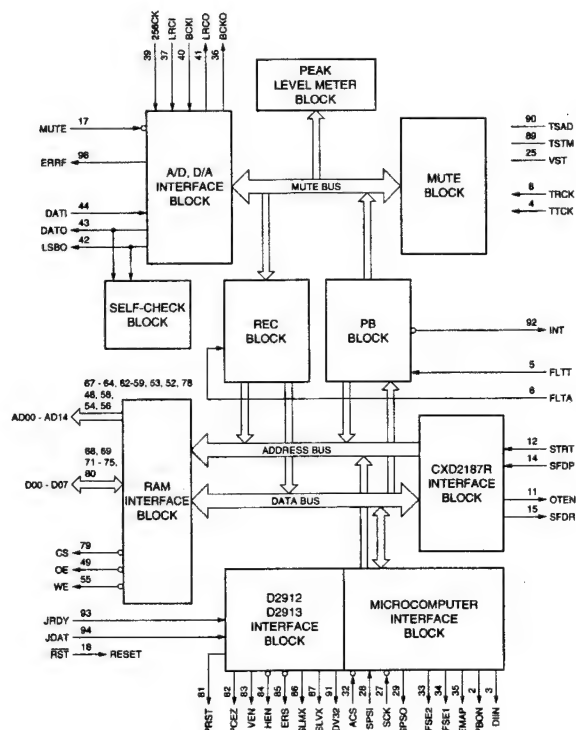 39 256CK
37 LRCI
40 BCKI
41 LRCO
36 BCKO
PEAK
LEVEL METER
BLOCK
MUTE 17
ERRF 98
A/D, D/A
INTERFACE
BLOCK
MUTE BUS
MUTE
BLOCK
90 TSAD
89 TSTM
25 VST
8 TRCK
4 TTCK
DATI 44
DATO 43
LSBO 42
SELF-CHECK
BLOCK
REC
BLOCK
PB
BLOCK
92 INT
5 FLTT
6 FLTA
67 - 64, 62-59, 63, 52, 78
48, 58,
54, 56
AD00 - AD14
68, 69
71 - 75,
80
D00 - D07
RAM
INTERFACE
BLOCK
ADDRESS BUS
DATA BUS
CXD2187R
INTERFACE
BLOCK
12 STRT
14 SFDP
11 OTEN
15 SFDR
CS 79
OE 49
WE 55
D2912
D2913
INTERFACE
BLOCK
MICROCOMPUTER
INTERFACE
BLOCK
JRDY 93
JDAT 94
RST 18 RESET
81 PRST
82 PCEZ
83 VEN
84 HEN
85 ERS
86 SLMX
87 SLVX
91 DV32
32 ACS
28 SPSI
27 SCK
29 SPSO
33 FSE2
34 FSE1
35 EMAP
2 PBON
3 DIIN